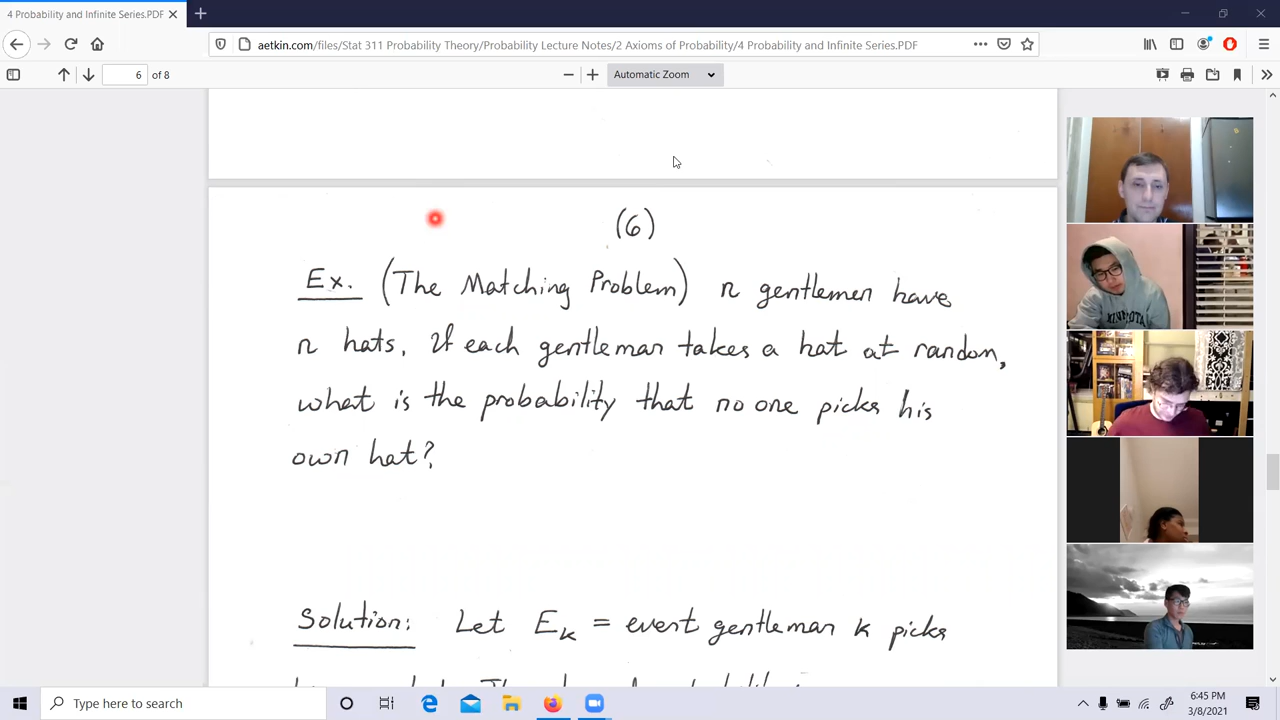 4 Probability and Infinite Series.PDF
aetkin.com/files/Stat 311 Probability Theory/Probability Lecture Notes/2 Axioms of Probability/4 Probability and Infinite Series.PDF
6 of 8
Automatic Zoom
(6)
Ex. (The Matching Problem) n gentlemen have
n hats. If each gentleman takes a hat at random,
what is the probability that no one picks his
own hat?
Solution: Let Ek = event gentleman k picks
Type here to search
6:45 PM
3/8/2021